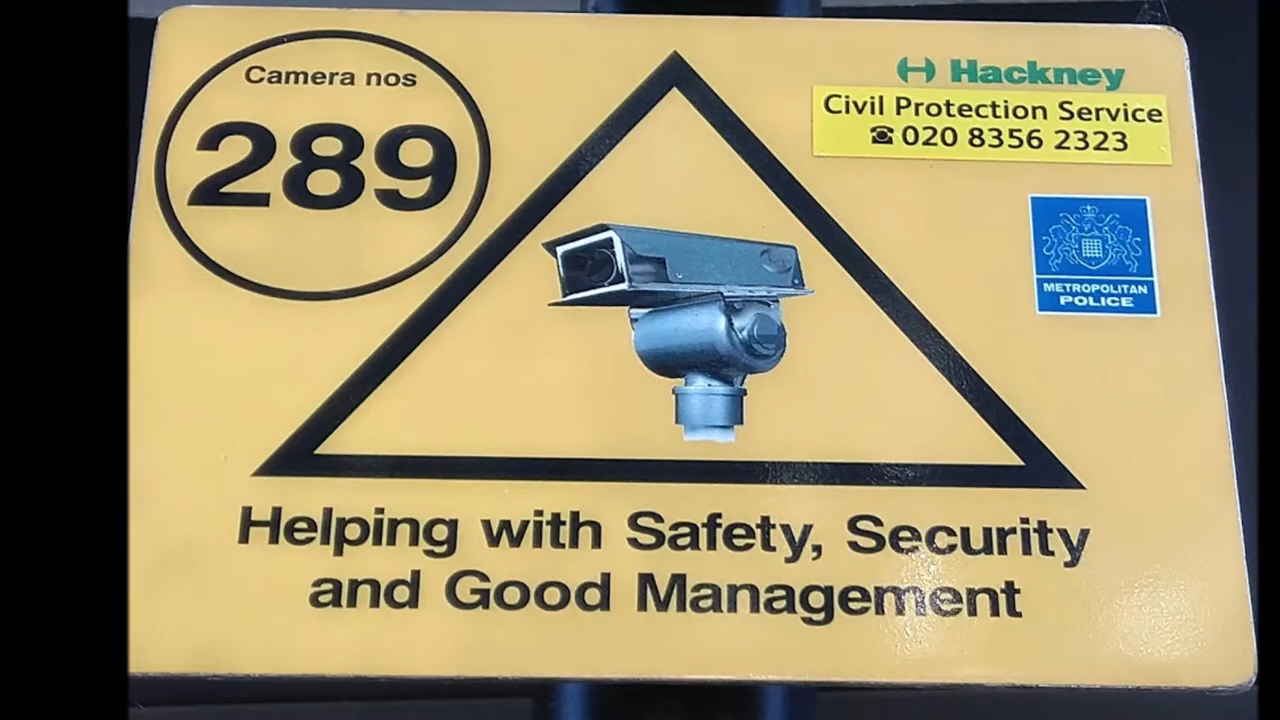 Camera nos
289
Hackney
Civil Protection Service
☎ 020 8356 2323
METROPOLITAN
POLICE
Helping with Safety, Security
and Good Management